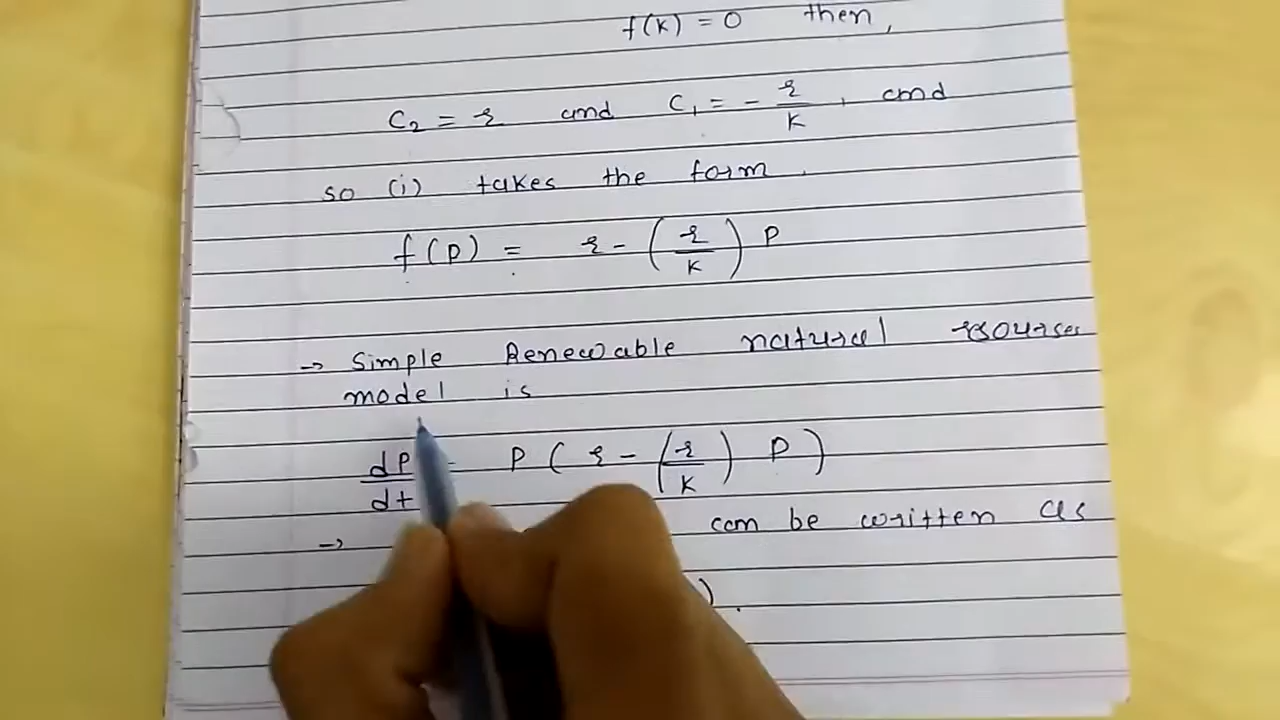 f(k) = 0 then,
C₂ = r and C₁ = - r/k , and
so (i) takes the form
f(p) = r - (r/k) P
→ Simple Renewable natural rsourses
model is
dP/dt = P ( r - (r/k) P )
→ can be written as
) .